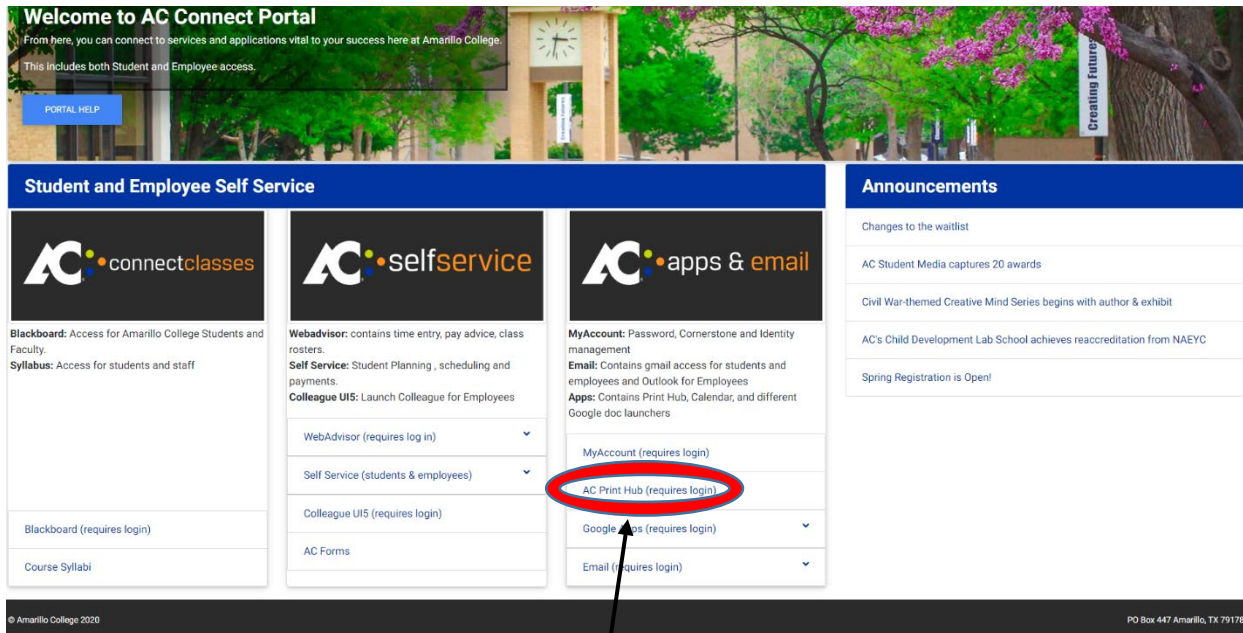 Welcome to AC Connect Portal
From here, you can connect to services and applications vital to your success here at Amarillo College.
This includes both Student and Employee access.
PORTAL HELP
Creating Futures
Creating Futures
Student and Employee Self Service
AC connectclasses
Blackboard: Access for Amarillo College Students and
Faculty.
Syllabus: Access for students and staff
Blackboard (requires login)
Course Syllabi
AC selfservice
Webadvisor: contains time entry, pay advice, class
rosters.
Self Service: Student Planning , scheduling and
payments.
Colleague UI5: Launch Colleague for Employees
WebAdvisor (requires log in)
Self Service (students & employees)
Colleague UI5 (requires login)
AC Forms
AC apps & email
MyAccount: Password, Cornerstone and Identity
management
Email: Contains gmail access for students and
employees and Outlook for Employees
Apps: Contains Print Hub, Calendar, and different
Google doc launchers
MyAccount (requires login)
AC Print Hub (requires login)
Google Apps (requires login)
Email (requires login)
Announcements
Changes to the waitlist
AC Student Media captures 20 awards
Civil War-themed Creative Mind Series begins with author & exhibit
AC's Child Development Lab School achieves reaccreditation from NAEYC
Spring Registration is Open!
© Amarillo College 2020
PO Box 447 Amarillo, TX 79178